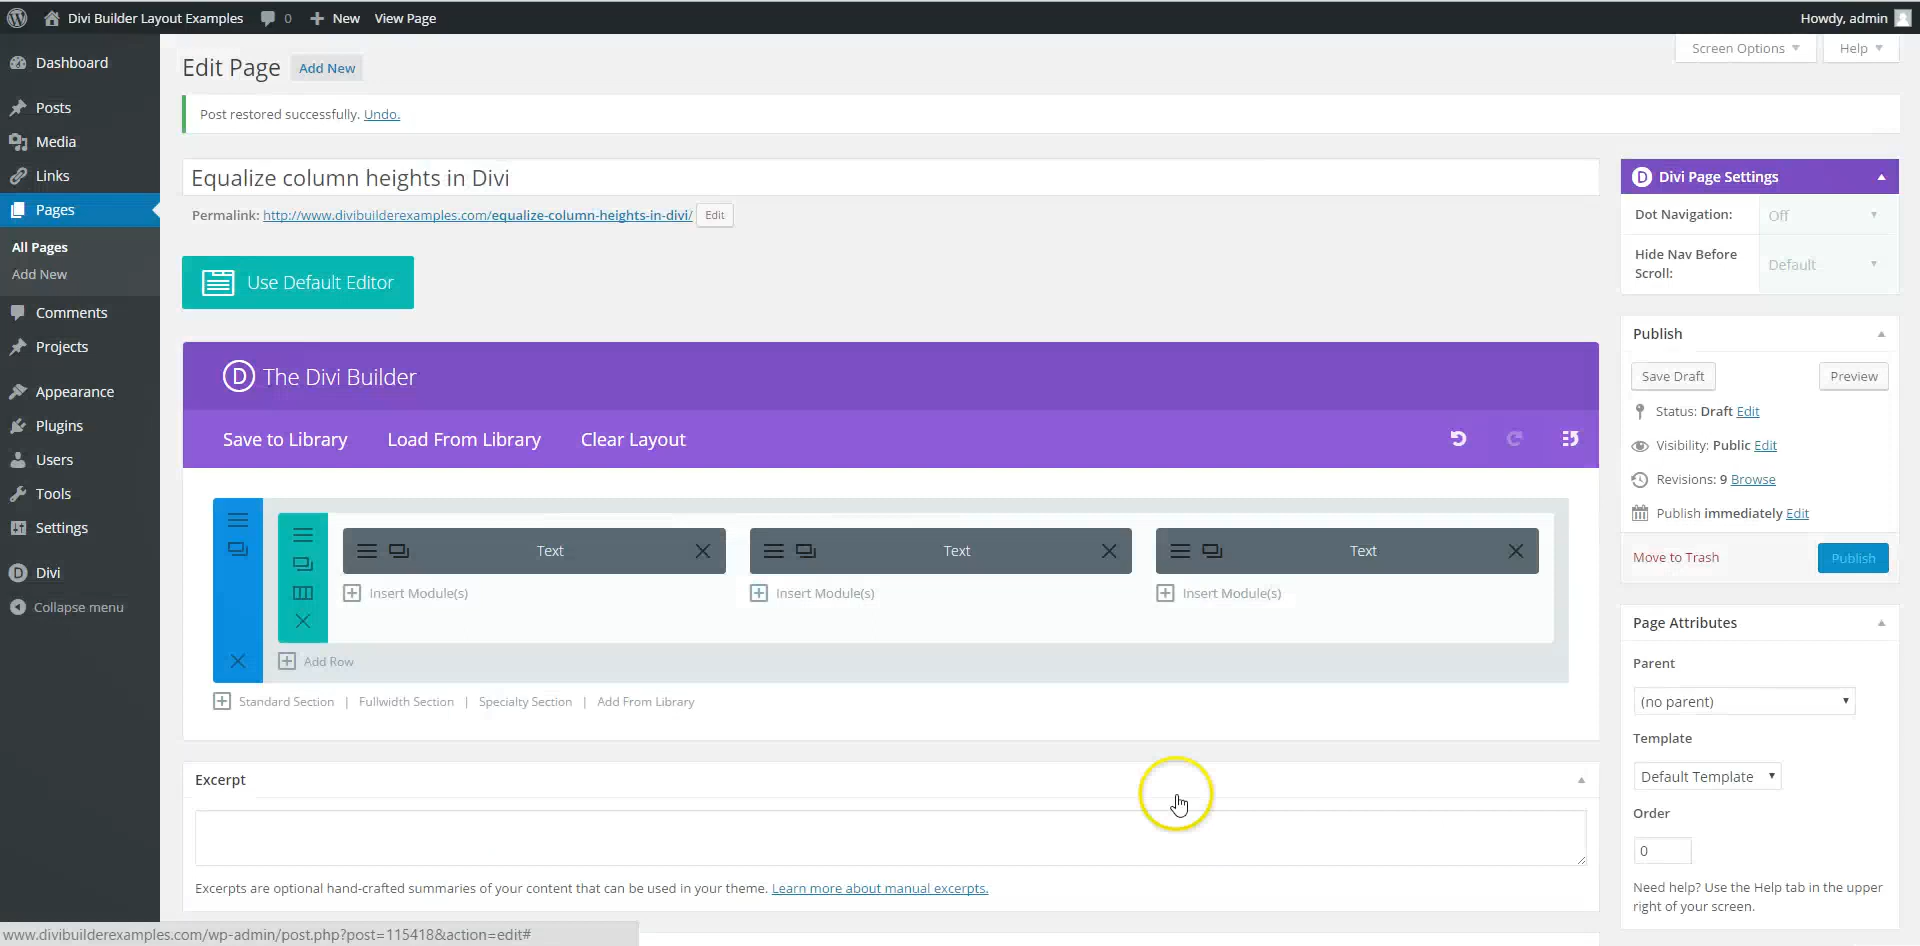 Divi Builder Layout Examples 0 New View Page Howdy, admin
Screen Options Help
Dashboard
Posts
Media
Links
Pages
All Pages
Add New
Comments
Projects
Appearance
Plugins
Users
Tools
Settings
Divi
Collapse menu
Edit Page Add New
Post restored successfully. Undo.
Equalize column heights in Divi
Permalink: http://www.divibuilderexamples.com/equalize-column-heights-in-divi/ Edit
Use Default Editor
D The Divi Builder
Save to Library Load From Library Clear Layout
Text Text Text
Insert Module(s) Insert Module(s) Insert Module(s)
Add Row
Standard Section | Fullwidth Section | Specialty Section | Add From Library
Excerpt
Excerpts are optional hand-crafted summaries of your content that can be used in your theme. Learn more about manual excerpts.
D Divi Page Settings
Dot Navigation: Off
Hide Nav Before
Scroll:
Default
Publish
Save Draft Preview
Status: Draft Edit
Visibility: Public Edit
Revisions: 9 Browse
Publish immediately Edit
Move to Trash Publish
Page Attributes
Parent
(no parent)
Template
Default Template
Order
0
Need help? Use the Help tab in the upper
right of your screen.
www.divibuilderexamples.com/wp-admin/post.php?post=115418&action=edit#